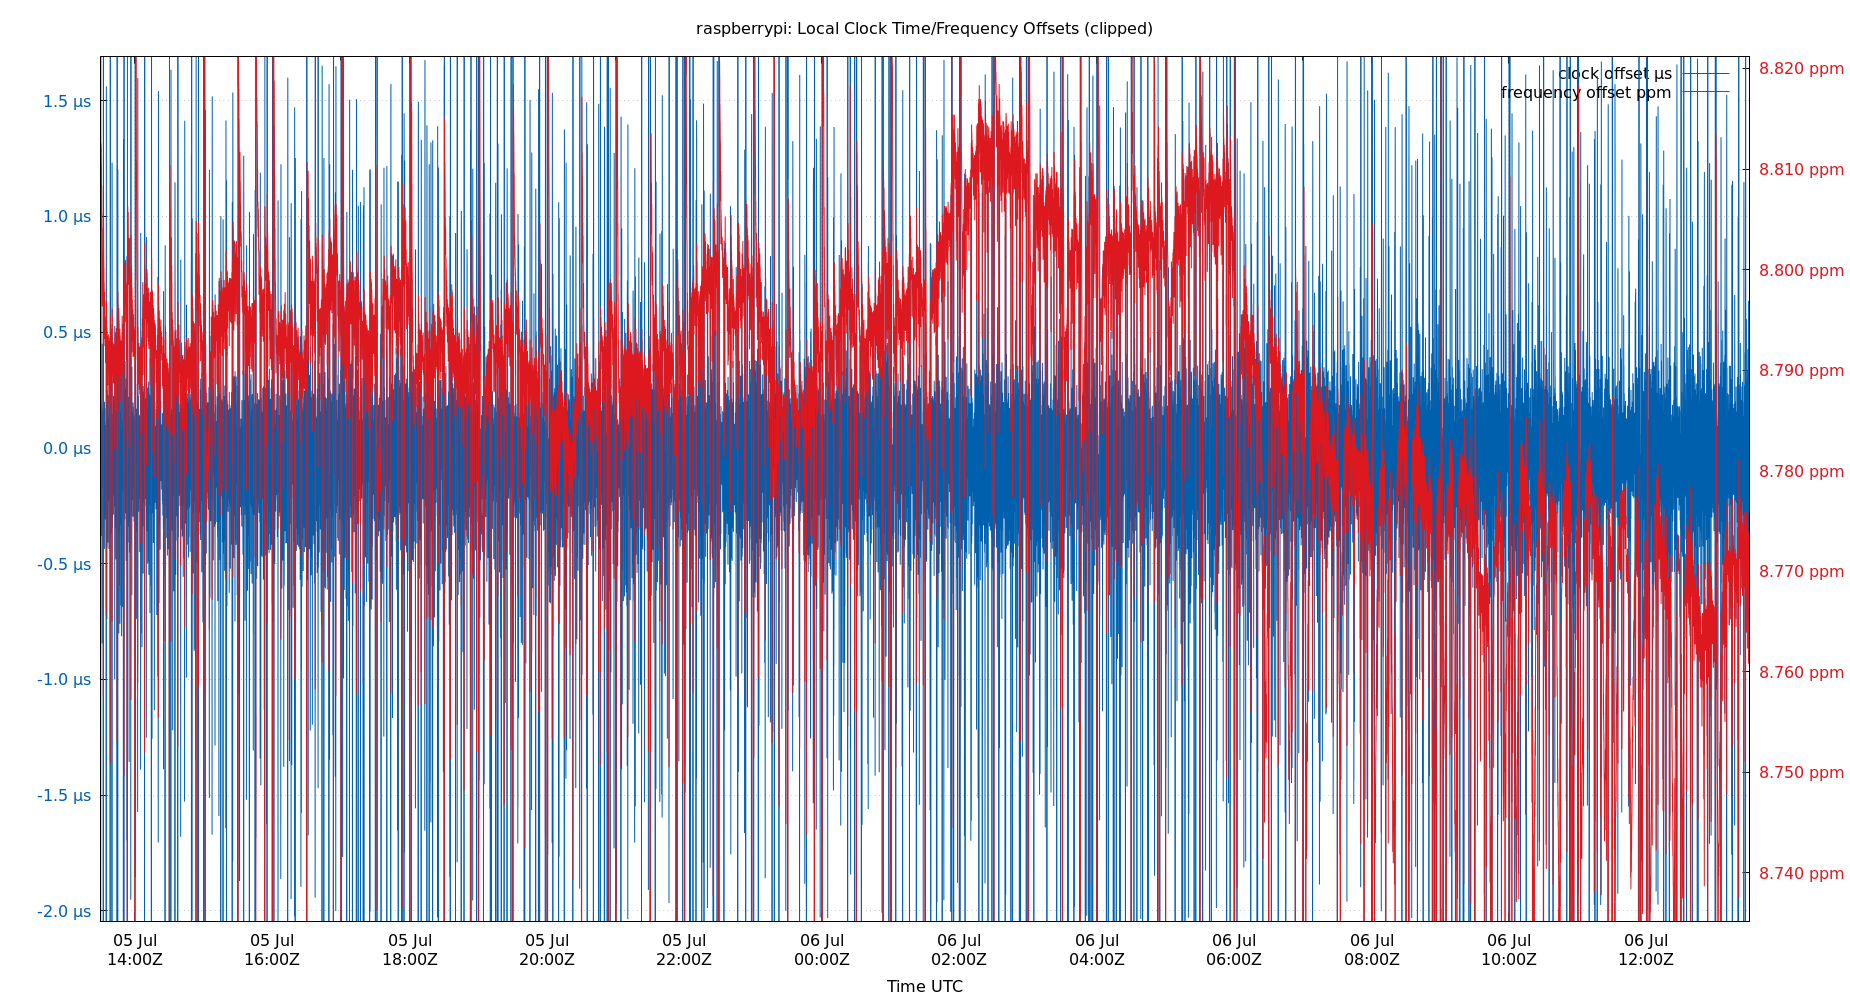 raspberrypi: Local Clock Time/Frequency Offsets (clipped)
clock offset µs
frequency offset ppm
1.5 µs
1.0 µs
0.5 µs
0.0 µs
-0.5 µs
-1.0 µs
-1.5 µs
-2.0 µs
8.820 ppm
8.810 ppm
8.800 ppm
8.790 ppm
8.780 ppm
8.770 ppm
8.760 ppm
8.750 ppm
8.740 ppm
05 Jul 05 Jul 05 Jul 05 Jul 05 Jul 06 Jul 06 Jul 06 Jul 06 Jul 06 Jul 06 Jul 06 Jul
14:00Z 16:00Z 18:00Z 20:00Z 22:00Z 00:00Z 02:00Z 04:00Z 06:00Z 08:00Z 10:00Z 12:00Z
Time UTC